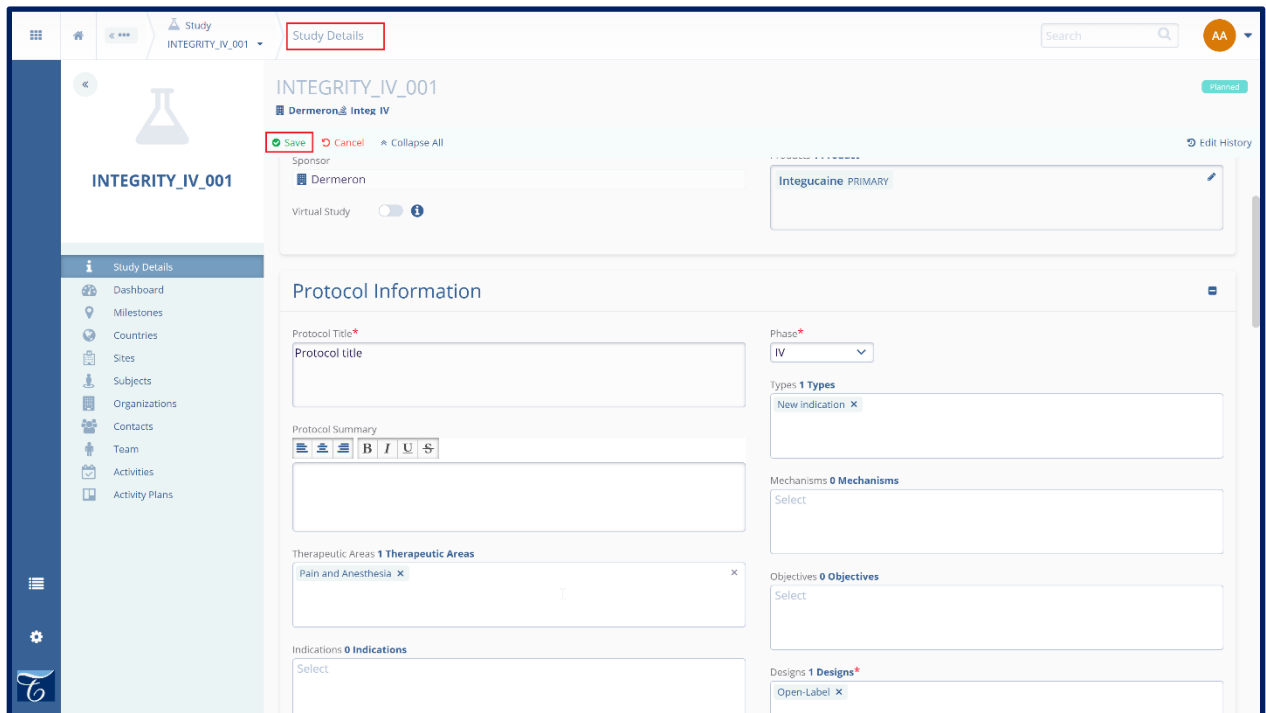 Study
INTEGRITY_IV_001
Study Details
Search
AA
INTEGRITY_IV_001
Dermeron Integ IV
Planned
Save Cancel Collapse All
Edit History
INTEGRITY_IV_001
Study Details
Dashboard
Milestones
Countries
Sites
Subjects
Organizations
Contacts
Team
Activities
Activity Plans
Sponsor
Dermeron
Virtual Study
Products 1 Product
Integucaine PRIMARY
Protocol Information
Protocol Title*
Protocol title
Protocol Summary
B I U S
Therapeutic Areas 1 Therapeutic Areas
Pain and Anesthesia ×
Indications 0 Indications
Select
Phase*
IV
Types 1 Types
New indication ×
Mechanisms 0 Mechanisms
Select
Objectives 0 Objectives
Select
Designs 1 Designs*
Open-Label ×